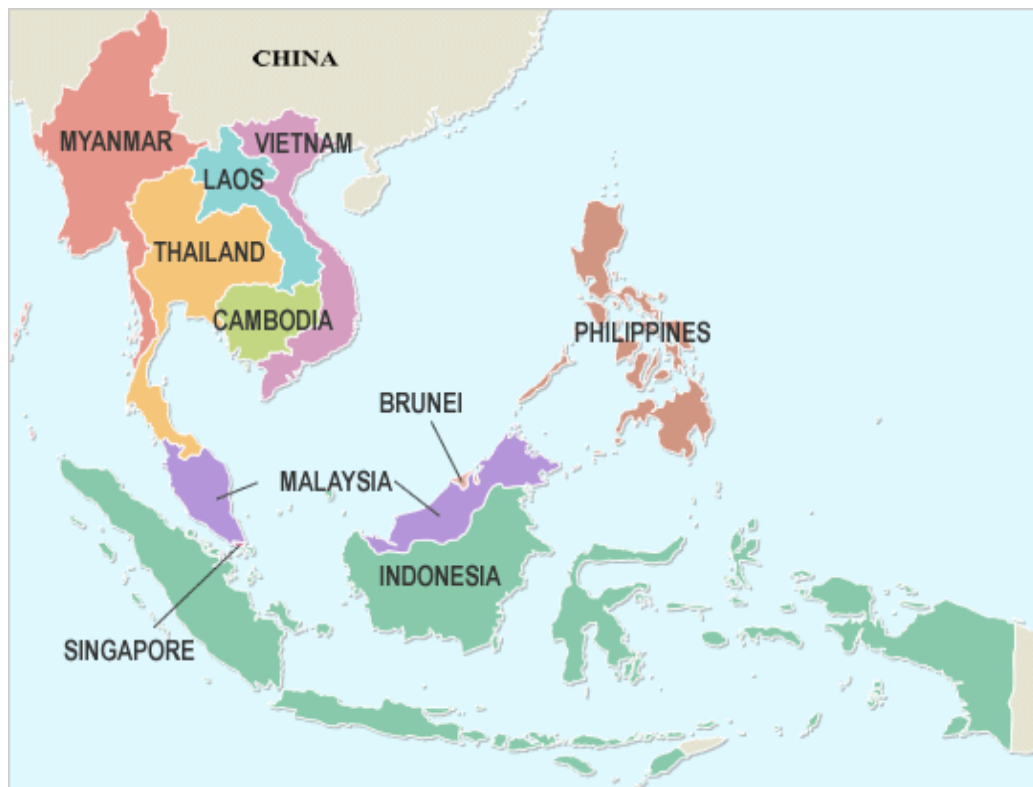 CHINA
MYANMAR
VIETNAM
LAOS
THAILAND
CAMBODIA
PHILIPPINES
BRUNEI
MALAYSIA
INDONESIA
SINGAPORE